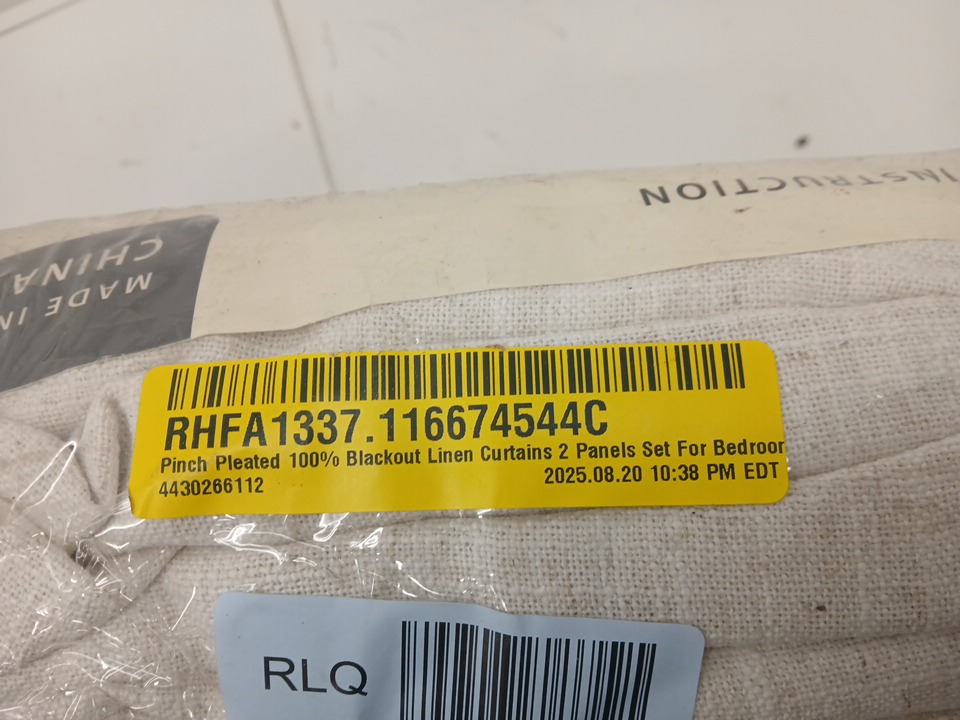 INSTRUCTION
MADE IN
CHINA
RHFA1337.116674544C
Pinch Pleated 100% Blackout Linen Curtains 2 Panels Set For Bedroor
4430266112
2025.08.20 10:38 PM EDT
RLQ